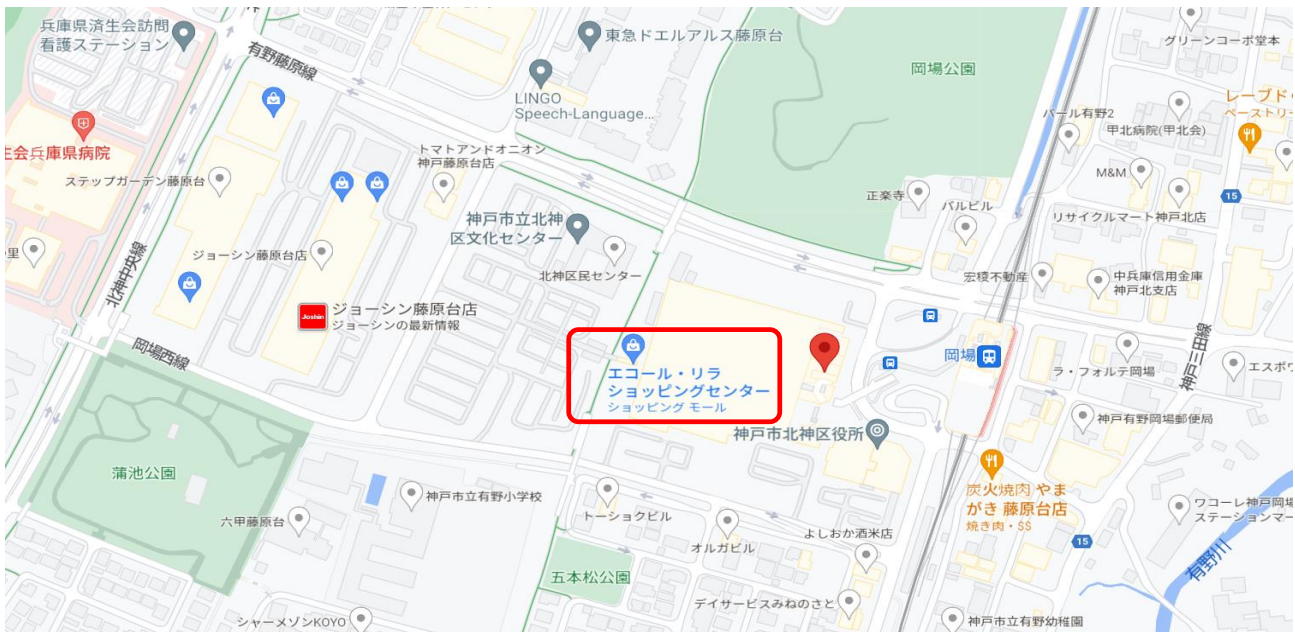 兵庫県済生会訪問
看護ステーション
有野藤原線
東急ドエルアルス藤原台
岡場公園
グリーンコーポ堂本
LINGO
Speech-Language...
パール有野2
レーブド
ペーストリー
甲北病院(甲北会)
生会兵庫県病院
ステップガーデン藤原台
トマトアンドオニオン
神戸藤原台店
M&M
15
正楽寺
パルビル
リサイクルマート神戸北店
神戸市立北神
区文化センター
里
ジョーシン藤原台店
北神区民センター
宏稜不動産
中兵庫信用金庫
神戸北支店
北神中央線
Joshin
ジョーシン藤原台店
ジョーシンの最新情報
岡場西線
エコール・リラ
ショッピングセンター
ショッピング モール
岡場
ラ・フォルテ岡場
神戸三田線
エスポワ
神戸市北神区役所
神戸有野岡場郵便局
蒲池公園
六甲藤原台
神戸市立有野小学校
トーショクビル
炭火焼肉 やま
がき 藤原台店
焼き肉・$$
ワコーレ神戸岡場
ステーションマー
オルガビル
よしおか酒米店
15
有野川
五本松公園
デイサービスみねのさと
シャーメゾンKOYO
神戸市立有野幼稚園